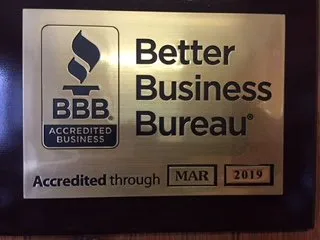 BBB
ACCREDITED
BUSINESS
Better
Business
Bureau®
Accredited through MAR 2019